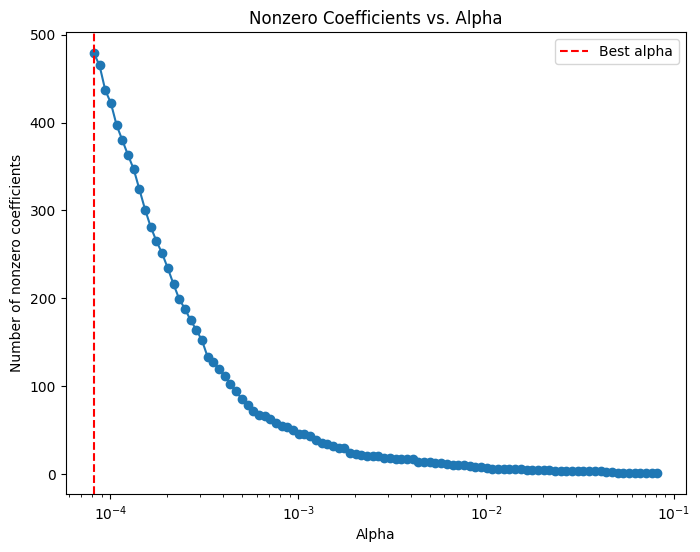 Nonzero Coefficients vs. Alpha
Best alpha
Number of nonzero coefficients
500
400
300
200
100
0
10⁻⁴
10⁻³
10⁻²
10⁻¹
Alpha